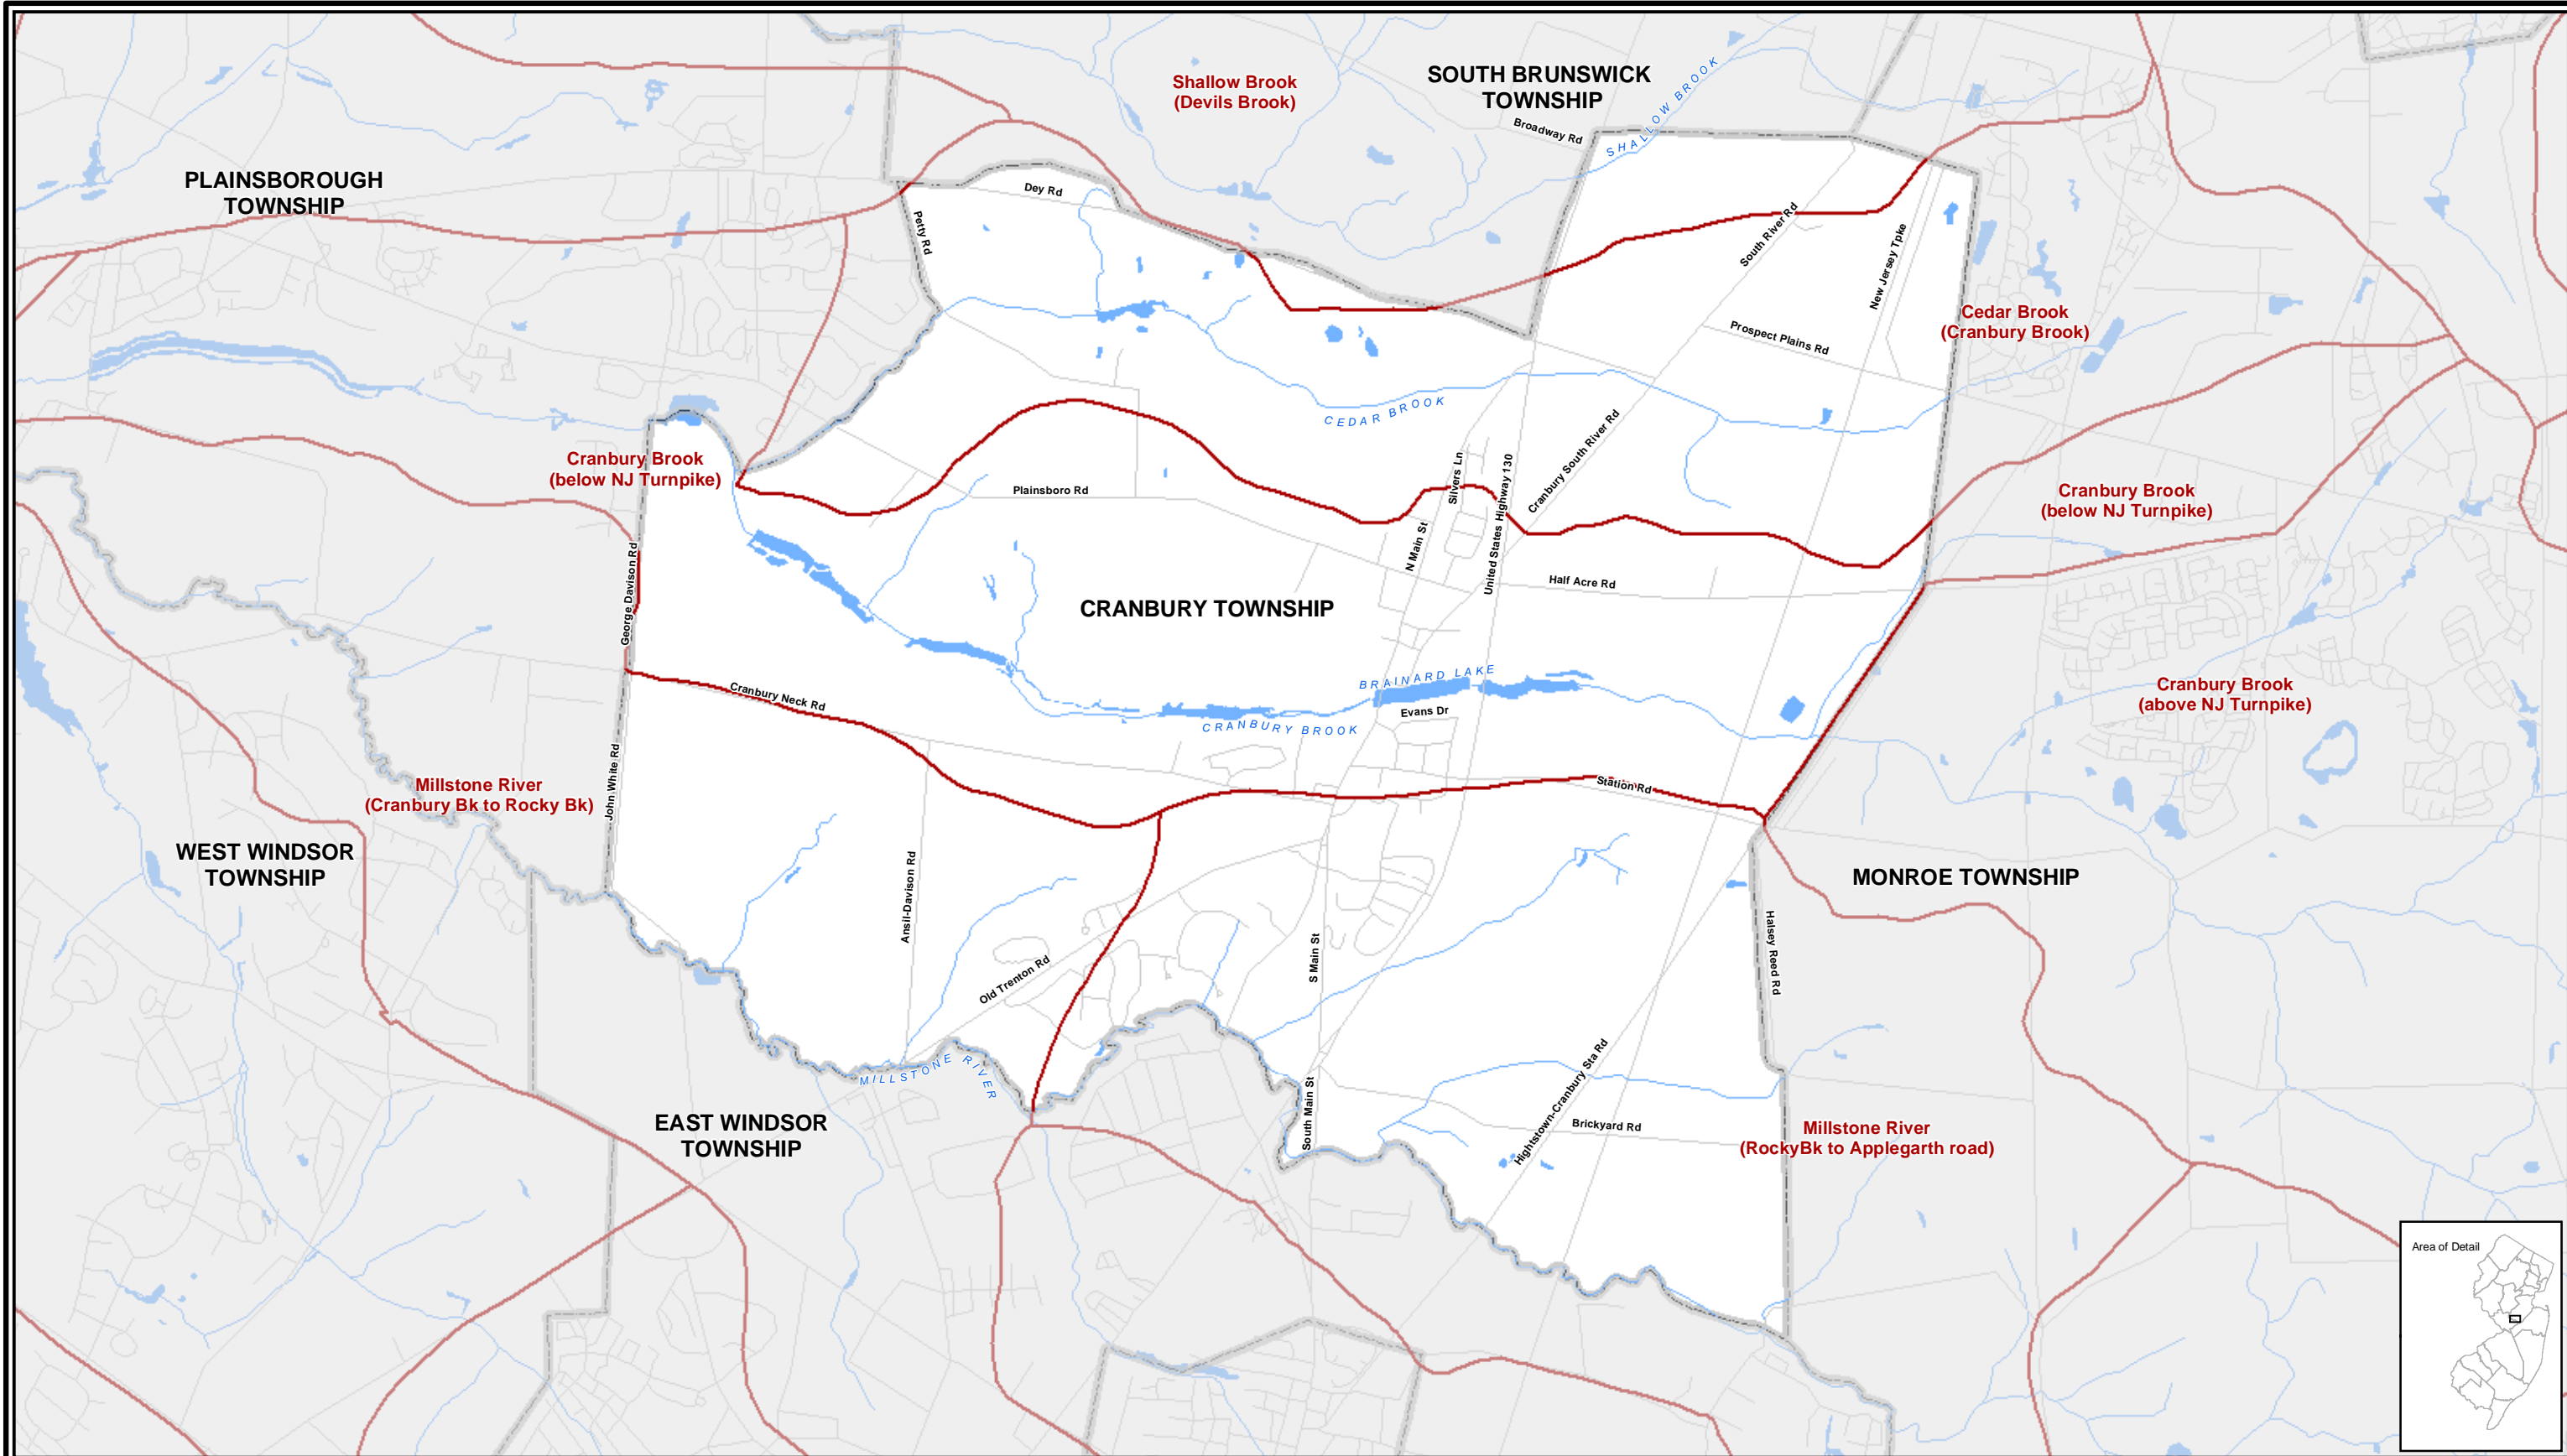 Shallow Brook
(Devils Brook)
SOUTH BRUNSWICK
TOWNSHIP
SHALLOW BROOK
Broadway Rd
PLAINSBOROUGH
TOWNSHIP
Dey Rd
Petty Rd
South River Rd
New Jersey Tpke
Cedar Brook
(Cranbury Brook)
Prospect Plains Rd
CEDAR BROOK
Cranbury Brook
(below NJ Turnpike)
Plainsboro Rd
Silvers Ln
N Main St
United States Highway 130
Cranbury South River Rd
Cranbury Brook
(below NJ Turnpike)
George Davison Rd
Half Acre Rd
CRANBURY TOWNSHIP
BRAINARD LAKE
Evans Dr
CRANBURY BROOK
Cranbury Neck Rd
Cranbury Brook
(above NJ Turnpike)
John White Rd
Millstone River
(Cranbury Bk to Rocky Bk)
Station Rd
WEST WINDSOR
TOWNSHIP
MONROE TOWNSHIP
Ansil-Davison Rd
Old Trenton Rd
S Main St
Halsey Reed Rd
MILLSTONE RIVER
South Main St
Hightstown-Cranbury Sta Rd
Brickyard Rd
EAST WINDSOR
TOWNSHIP
Millstone River
(RockyBk to Applegarth road)
Area of Detail